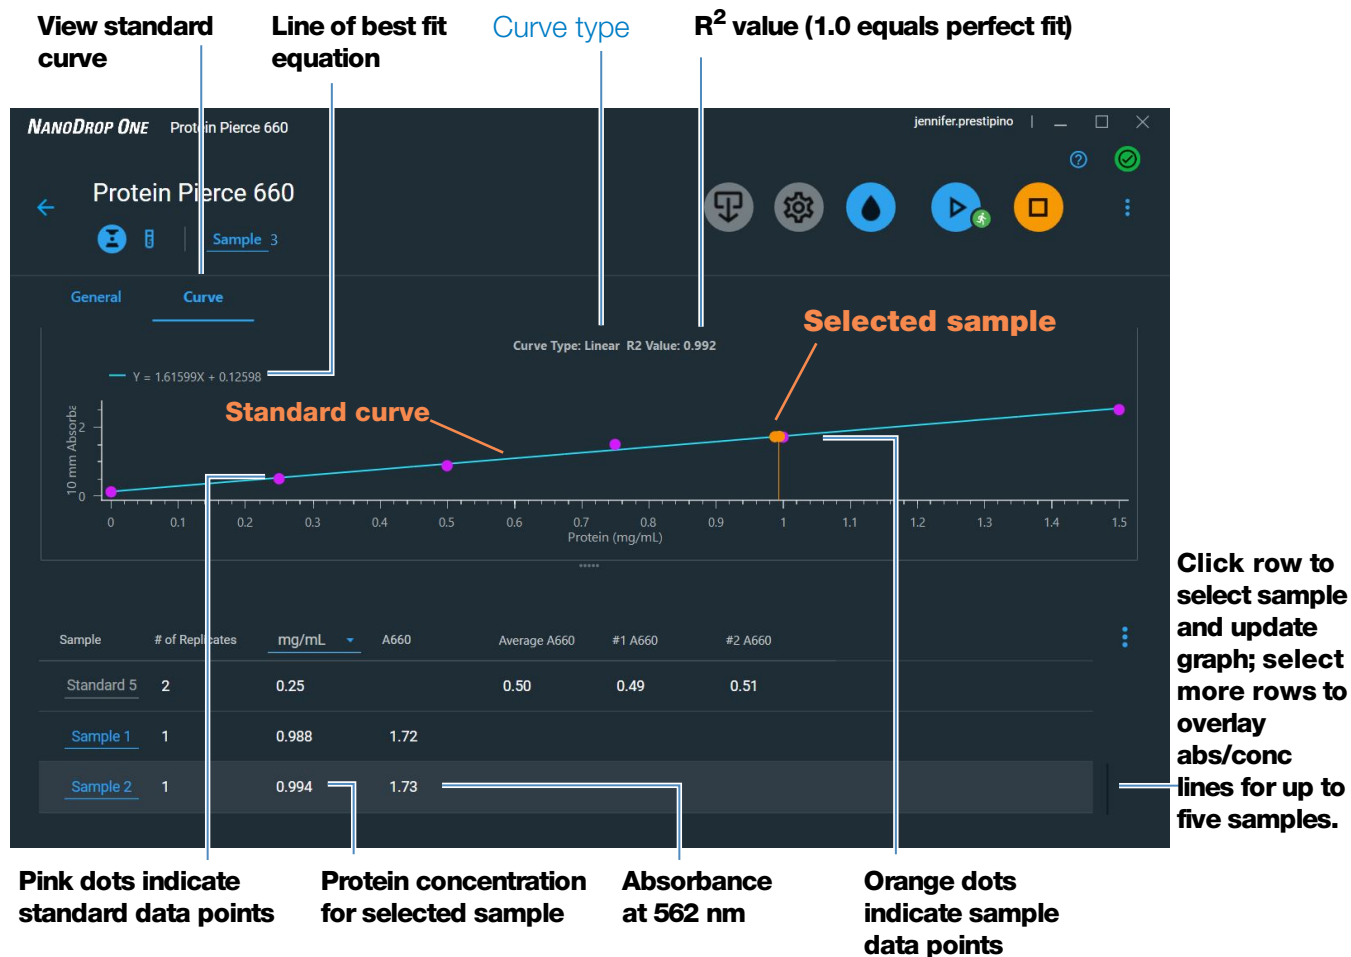 View standard
curve
Line of best fit
equation
Curve type
R² value (1.0 equals perfect fit)
NANODROP ONE Protein Pierce 660
jennifer.prestipino
Protein Pierce 660
Sample 3
General Curve
Selected sample
Curve Type: Linear R2 Value: 0.992
Y = 1.61599X + 0.12598
Standard curve
10 mm Absorba
2
0
0 0.1 0.2 0.3 0.4 0.5 0.6 0.7 0.8 0.9 1 1.1 1.2 1.3 1.4 1.5
Protein (mg/mL)
Click row to
select sample
and update
graph; select
more rows to
overlay
abs/conc
lines for up to
five samples.
Sample # of Replicates mg/mL A660 Average A660 #1 A660 #2 A660
Standard 5 2 0.25 0.50 0.49 0.51
Sample 1 1 0.988 1.72
Sample 2 1 0.994 1.73
Pink dots indicate
standard data points
Protein concentration
for selected sample
Absorbance
at 562 nm
Orange dots
indicate sample
data points